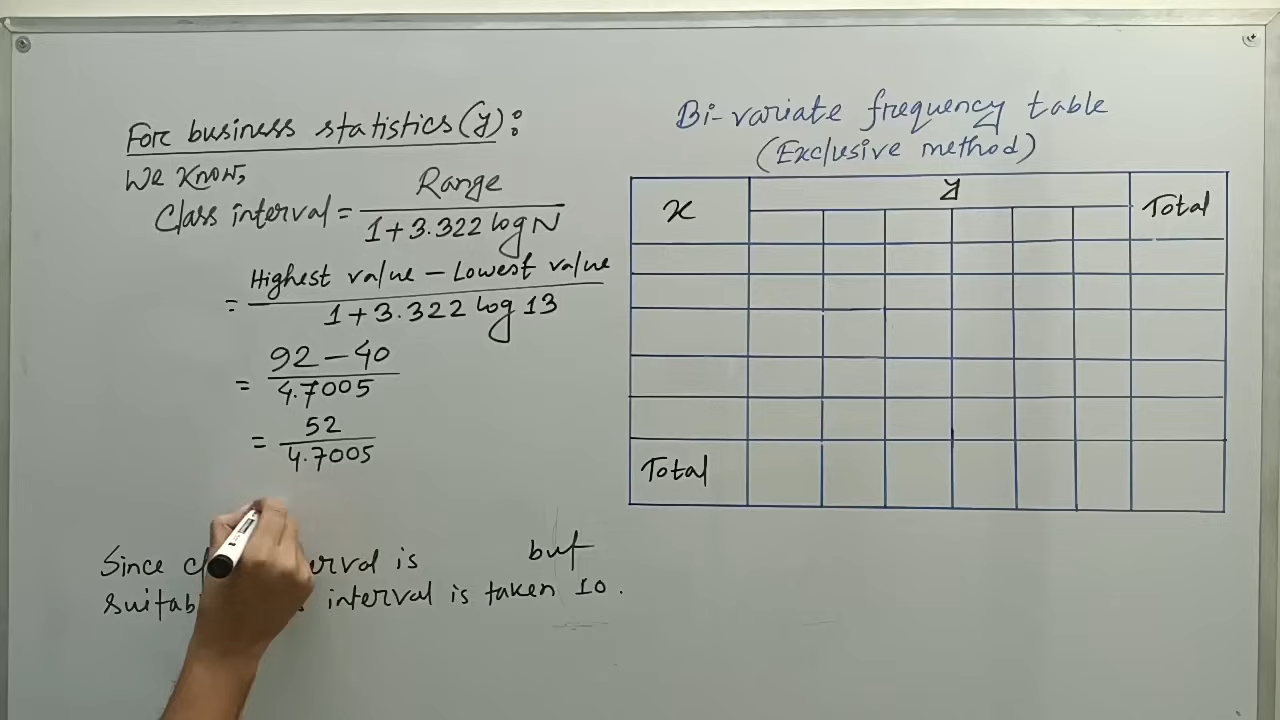 For business statistics (y):
We know,
Class interval = Range / 1 + 3.322 log N
= Highest value - Lowest value / 1 + 3.322 log 13
= 92 - 40 / 4.7005
= 52 / 4.7005
Since interval is but
interval is taken 10.
Bi-variate frequency table
(Exclusive method)
x y Total
Total